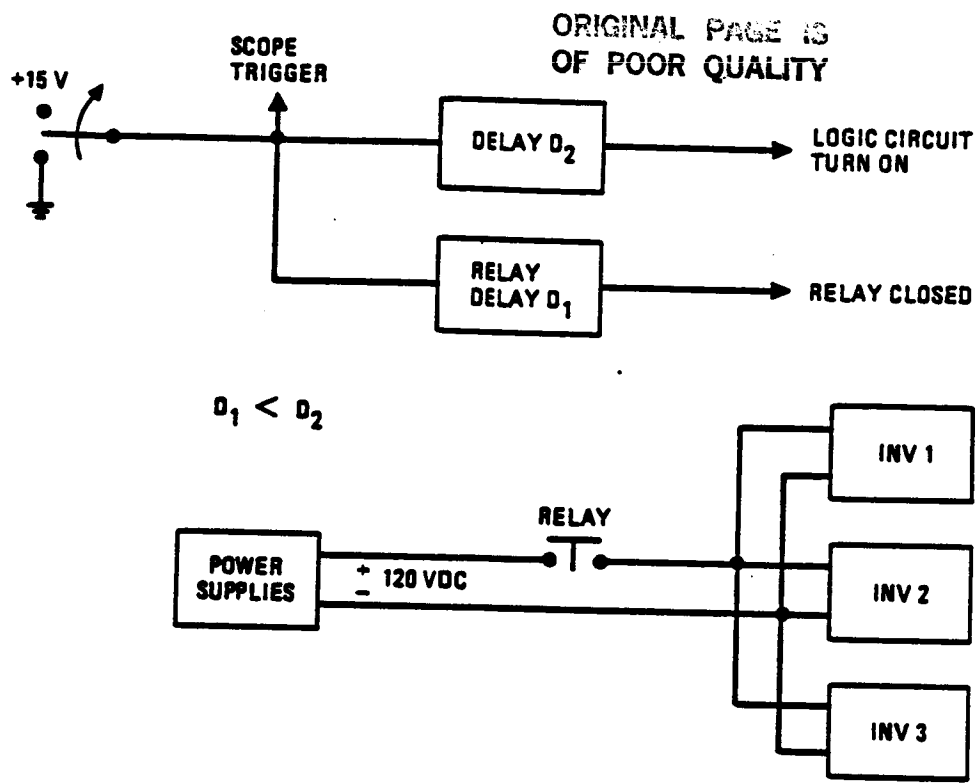 ORIGINAL PAGE IS
OF POOR QUALITY
SCOPE
TRIGGER
+15 V
DELAY D₂
LOGIC CIRCUIT
TURN ON
RELAY
DELAY D₁
RELAY CLOSED
D₁ < D₂
INV 1
RELAY
POWER
SUPPLIES
+
−
120 VDC
INV 2
INV 3